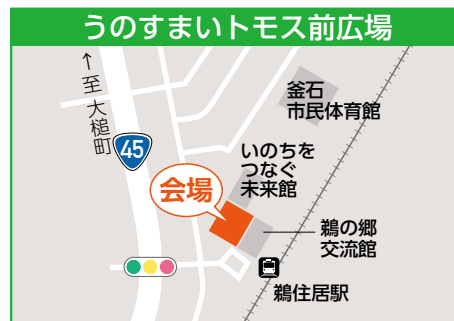 うのすまいトモス前広場
↑至大槌町
45
釜石
市民体育館
いのちを
つなぐ
未来館
会場
鵜の郷
交流館
鵜住居駅